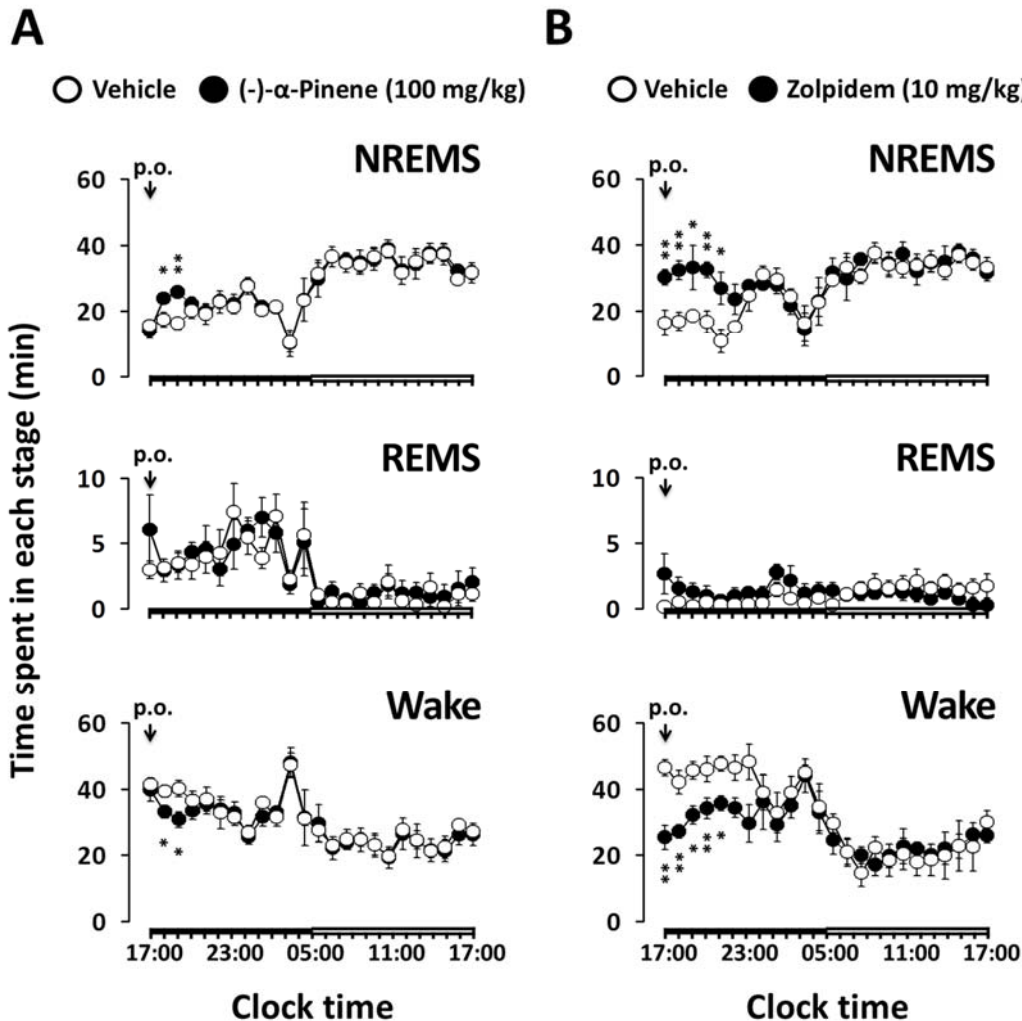 A
B
Vehicle (-)-α-Pinene (100 mg/kg)
Vehicle Zolpidem (10 mg/kg)
Time spent in each stage (min)
NREMS
p.o.
60
40
20
0
*
**
NREMS
p.o.
60
40
20
0
**
**
*
**
*
REMS
p.o.
10
5
0
REMS
p.o.
10
5
0
Wake
p.o.
60
40
20
0
*
*
17:00 23:00 05:00 11:00 17:00
Clock time
Wake
p.o.
60
40
20
0
**
**
*
**
*
17:00 23:00 05:00 11:00 17:00
Clock time